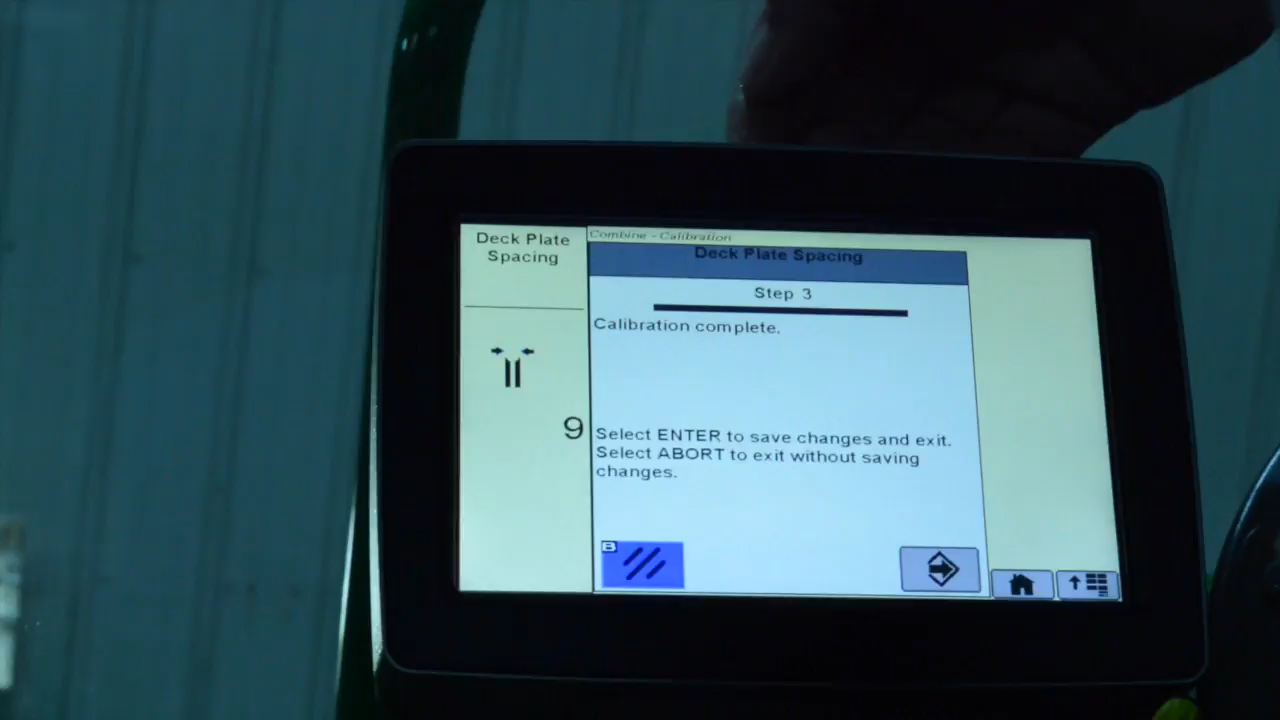 Deck Plate
Spacing
9
Combine - Calibration
Deck Plate Spacing
Step 3
Calibration complete.
Select ENTER to save changes and exit.
Select ABORT to exit without saving
changes.
B